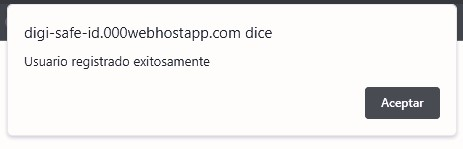 digi-safe-id.000webhostapp.com dice
Usuario registrado exitosamente
Aceptar